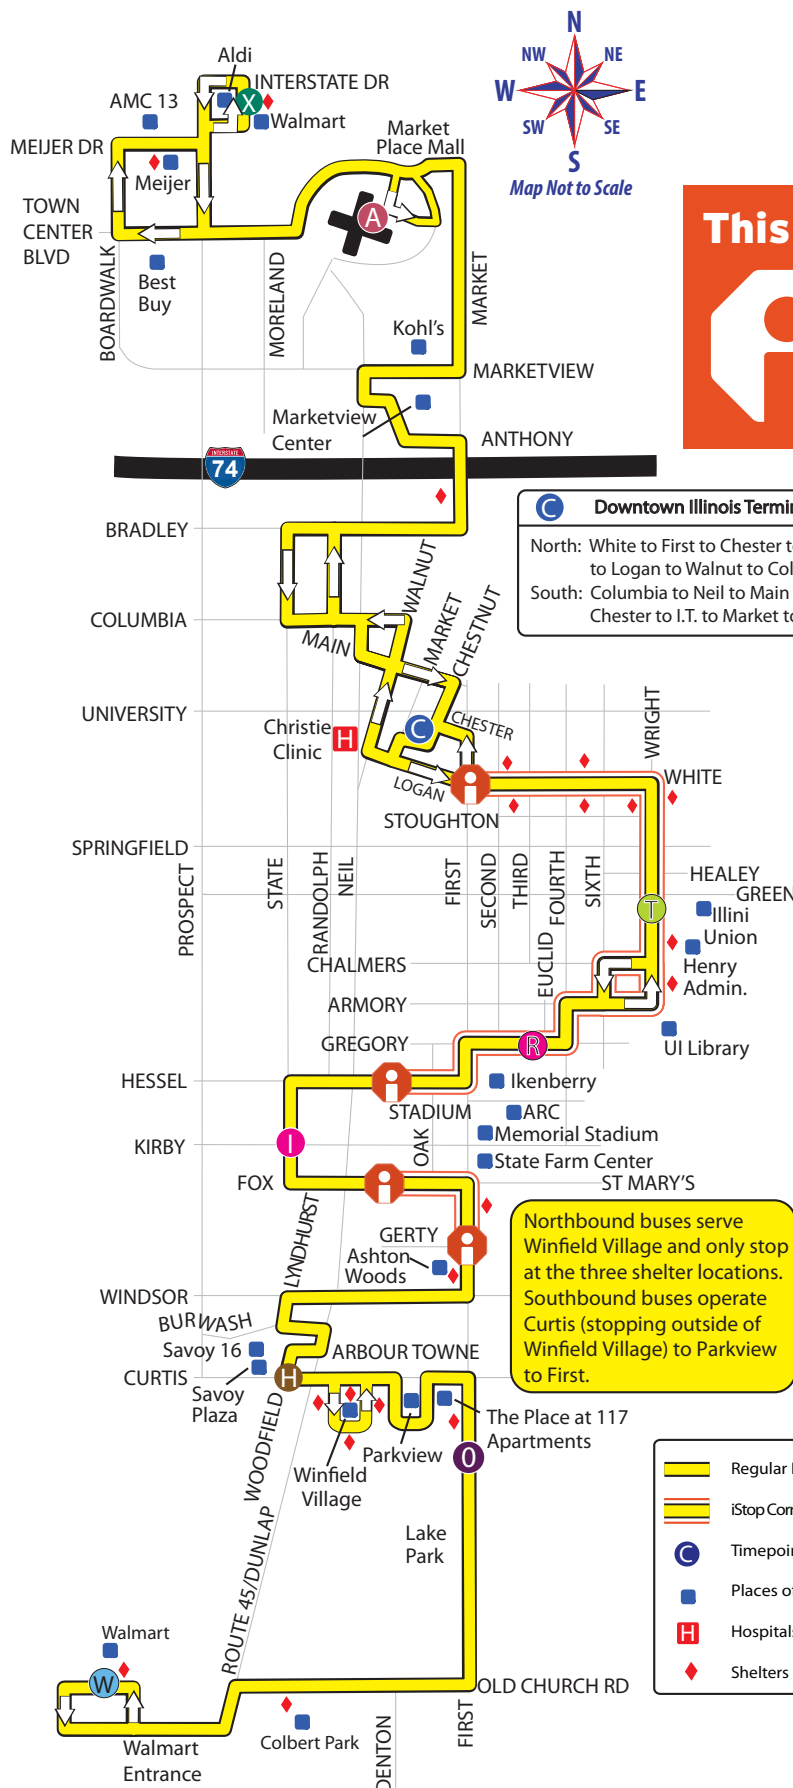 N
NW
NE
W
E
SW
SE
S
Map Not to Scale
Aldi
INTERSTATE DR
AMC 13
X
Walmart
MEIJER DR
Meijer
Market
Place Mall
TOWN
CENTER
BLVD
A
This
Best
Buy
BOARDWALK
MORELAND
MARKET
Kohl's
MARKETVIEW
Marketview
Center
ANTHONY
INTERSTATE
74
C
Downtown Illinois Termin
North: White to First to Chester to
to Logan to Walnut to Col
South: Columbia to Neil to Main
Chester to I.T. to Market to
BRADLEY
WALNUT
COLUMBIA
MAIN
MARKET
CHESTNUT
UNIVERSITY
Christie
Clinic
H
C
CHESTER
WRIGHT
LOGAN
WHITE
STOUGHTON
SPRINGFIELD
PROSPECT
STATE
RANDOLPH
NEIL
FIRST
SECOND
THIRD
FOURTH
SIXTH
HEALEY
GREEN
T
Illini
Union
EUCLID
CHALMERS
Henry
Admin.
ARMORY
GREGORY
R
UI Library
HESSEL
Ikenberry
STADIUM
ARC
KIRBY
I
OAK
Memorial Stadium
State Farm Center
FOX
ST MARY'S
LYNDHURST
GERTY
Ashton
Woods
Northbound buses serve
Winfield Village and only stop
at the three shelter locations.
Southbound buses operate
Curtis (stopping outside of
Winfield Village) to Parkview
to First.
WINDSOR
BURWASH
Savoy 16
ARBOUR TOWNE
CURTIS
H
Savoy
Plaza
WOODFIELD
The Place at 117
Apartments
Parkview
Winfield
Village
O
Regular
iStop Corr
C
Timepoin
Places of
H
Hospitals
Shelters
Lake
Park
ROUTE 45/DUNLAP
Walmart
W
OLD CHURCH RD
Colbert Park
DENTON
FIRST
Walmart
Entrance